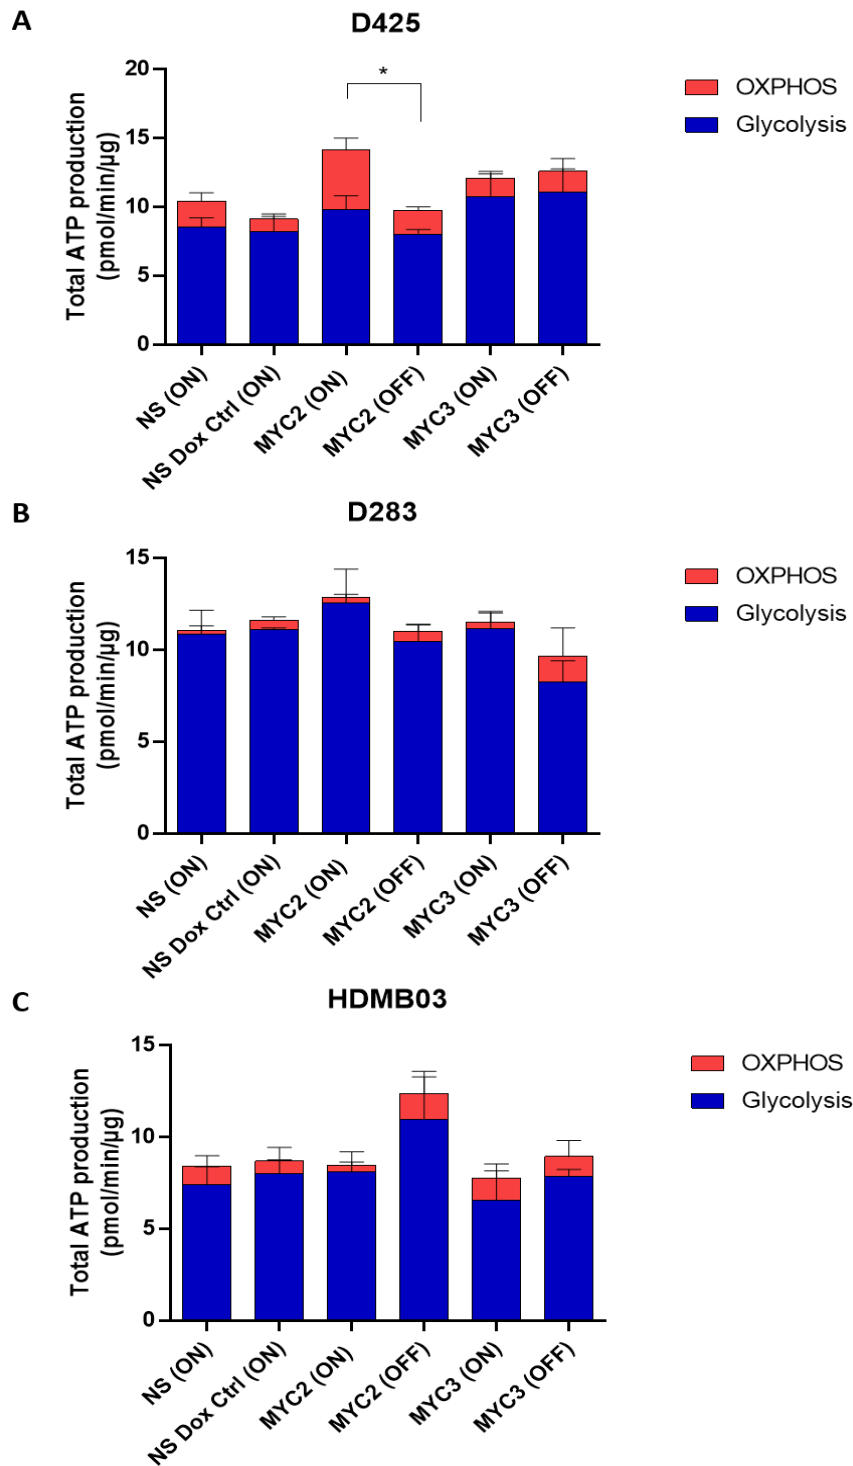 A
D425
Total ATP production
(pmol/min/µg)
20
15
10
5
0
*
OXPHOS
Glycolysis
NS (ON)
NS Dox Ctrl (ON)
MYC2 (ON)
MYC2 (OFF)
MYC3 (ON)
MYC3 (OFF)
B
D283
Total ATP production
(pmol/min/µg)
15
10
5
0
OXPHOS
Glycolysis
NS (ON)
NS Dox Ctrl (ON)
MYC2 (ON)
MYC2 (OFF)
MYC3 (ON)
MYC3 (OFF)
C
HDMB03
Total ATP production
(pmol/min/µg)
15
10
5
0
OXPHOS
Glycolysis
NS (ON)
NS Dox Ctrl (ON)
MYC2 (ON)
MYC2 (OFF)
MYC3 (ON)
MYC3 (OFF)